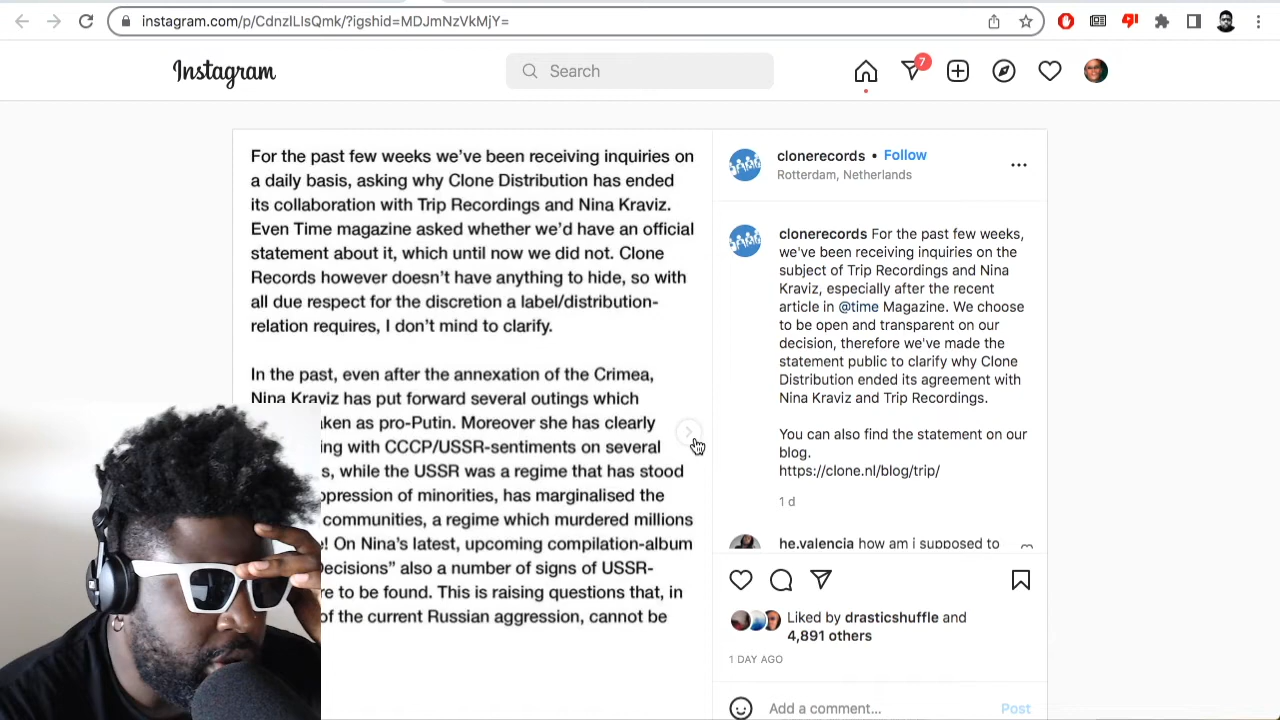 instagram.com/p/CdnzlLlsQmk/?igshid=MDJmNzVkMjY=
Instagram
Search
7
For the past few weeks we've been receiving inquiries on
a daily basis, asking why Clone Distribution has ended
its collaboration with Trip Recordings and Nina Kraviz.
Even Time magazine asked whether we'd have an official
statement about it, which until now we did not. Clone
Records however doesn't have anything to hide, so with
all due respect for the discretion a label/distribution-
relation requires, I don't mind to clarify.
In the past, even after the annexation of the Crimea,
Nina Kraviz has put forward several outings which
ken as pro-Putin. Moreover she has clearly
ing with CCCP/USSR-sentiments on several
s, while the USSR was a regime that has stood
pression of minorities, has marginalised the
communities, a regime which murdered millions
! On Nina's latest, upcoming compilation-album
ecisions" also a number of signs of USSR-
re to be found. This is raising questions that, in
of the current Russian aggression, cannot be
clonerecords • Follow
Rotterdam, Netherlands
clonerecords For the past few weeks,
we've been receiving inquiries on the
subject of Trip Recordings and Nina
Kraviz, especially after the recent
article in @time Magazine. We choose
to be open and transparent on our
decision, therefore we've made the
statement public to clarify why Clone
Distribution ended its agreement with
Nina Kraviz and Trip Recordings.
You can also find the statement on our
blog.
https://clone.nl/blog/trip/
1 d
he.valencia how am i supposed to
Liked by drasticshuffle and
4,891 others
1 DAY AGO
Add a comment...
Post